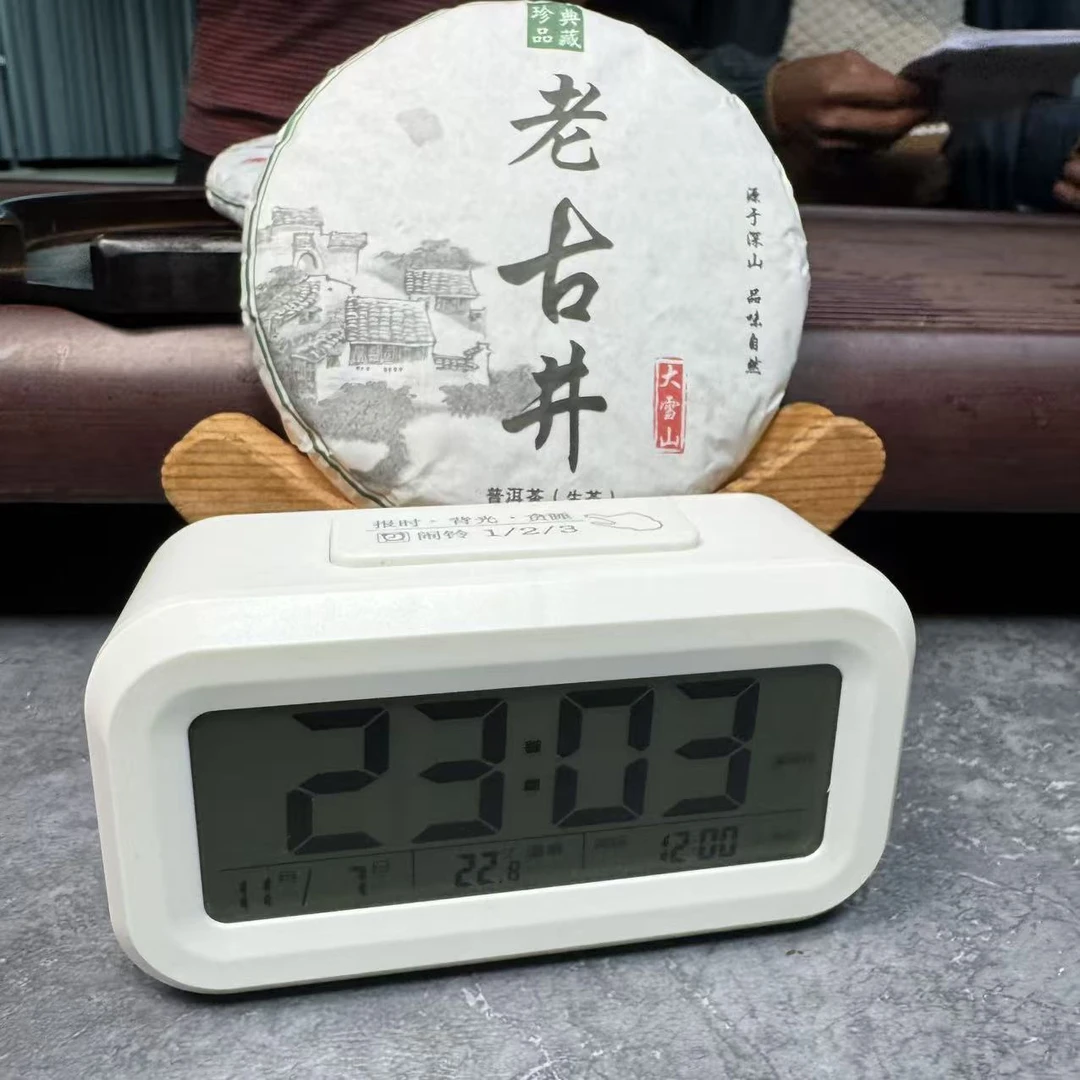 珍品
典藏
老古井
源于深山 品味自然
大雪山
普洱茶（生茶）
报时·背光·贪睡
闹铃 1/2/3
23:03
11月/ 7日
22.8
12:00